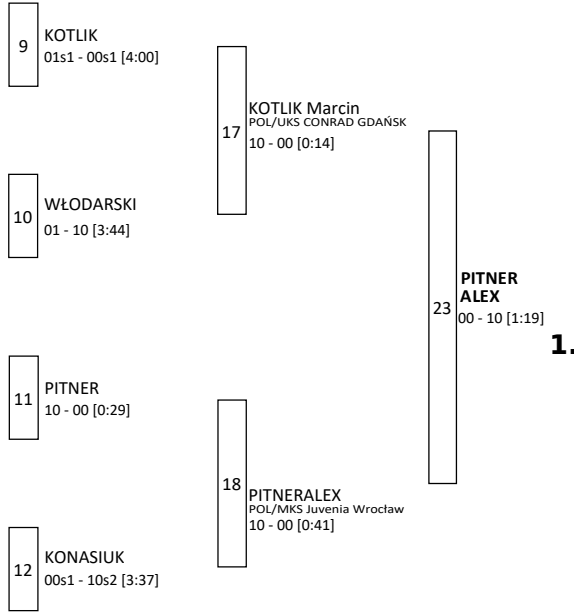 9
KOTLIK
01s1 - 00s1 [4:00]
10
WŁODARSKI
01 - 10 [3:44]
11
PITNER
10 - 00 [0:29]
12
KONASIUK
00s1 - 10s2 [3:37]
17
KOTLIK Marcin
POL/UKS CONRAD GDAŃSK
10 - 00 [0:14]
18
PITNERALEX
POL/MKS Juvenia Wrocław
10 - 00 [0:41]
23
PITNER
ALEX
00 - 10 [1:19]
1.